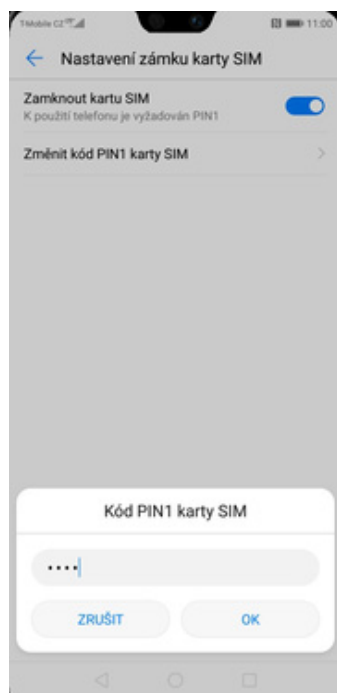 TMobile CZ 11:00
Nastavení zámku karty SIM
Zamknout kartu SIM
K použití telefonu je vyžadován PIN1
Změnit kód PIN1 karty SIM
Kód PIN1 karty SIM
••••
ZRUŠIT OK